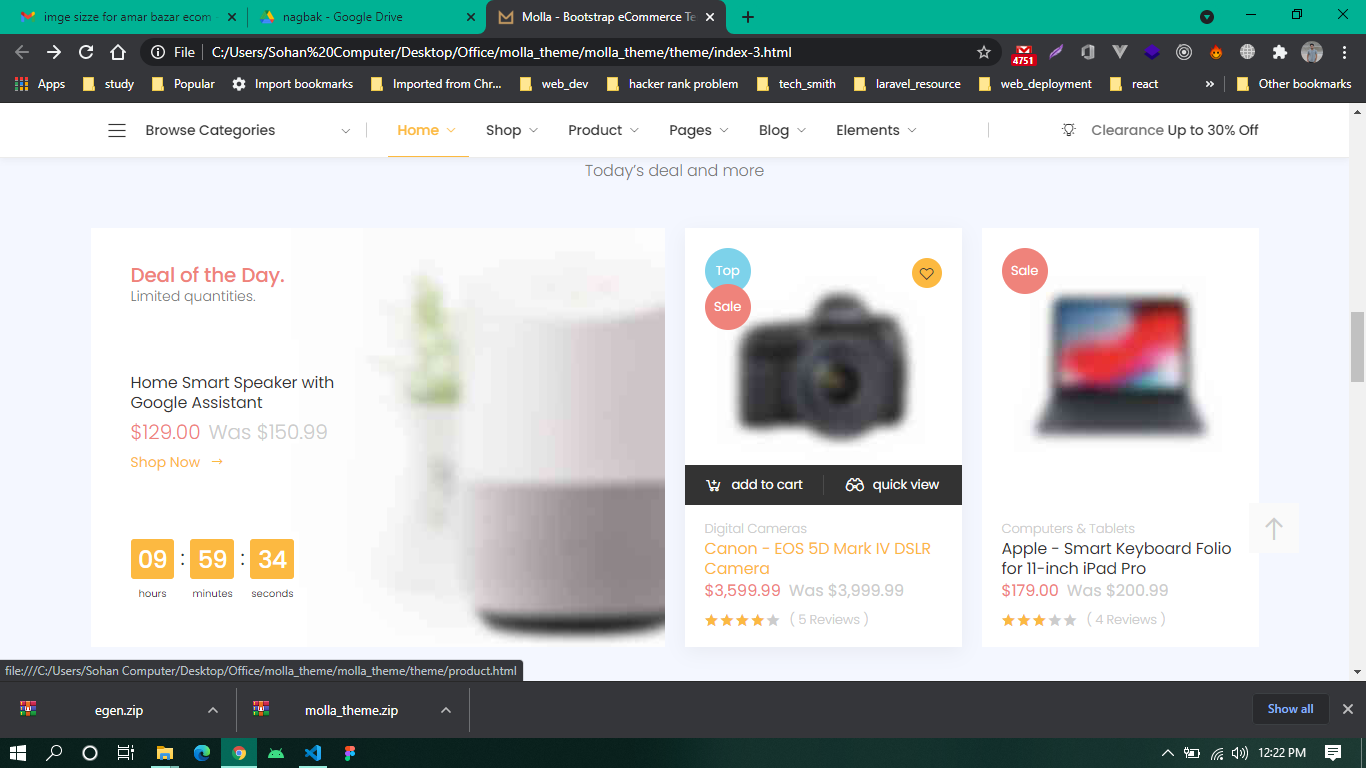 imge sizze for amar bazar ecom
nagbak - Google Drive
Molla - Bootstrap eCommerce Te
File
C:/Users/Sohan%20Computer/Desktop/Office/molla_theme/molla_theme/theme/index-3.html
4751
Apps
study
Popular
Import bookmarks
Imported from Chr...
web_dev
hacker rank problem
tech_smith
laravel_resource
web_deployment
react
»
Other bookmarks
Browse Categories
Home
Shop
Product
Pages
Blog
Elements
Clearance Up to 30% Off
Today's deal and more
Deal of the Day.
Limited quantities.
Home Smart Speaker with
Google Assistant
$129.00 Was $150.99
Shop Now →
09 : 59 : 34
hours minutes seconds
Top
Sale
add to cart
quick view
Digital Cameras
Canon - EOS 5D Mark IV DSLR
Camera
$3,599.99 Was $3,999.99
( 5 Reviews )
Sale
Computers & Tablets
Apple - Smart Keyboard Folio
for 11-inch iPad Pro
$179.00 Was $200.99
( 4 Reviews )
file:///C:/Users/Sohan Computer/Desktop/Office/molla_theme/molla_theme/theme/product.html
egen.zip
molla_theme.zip
Show all
12:22 PM